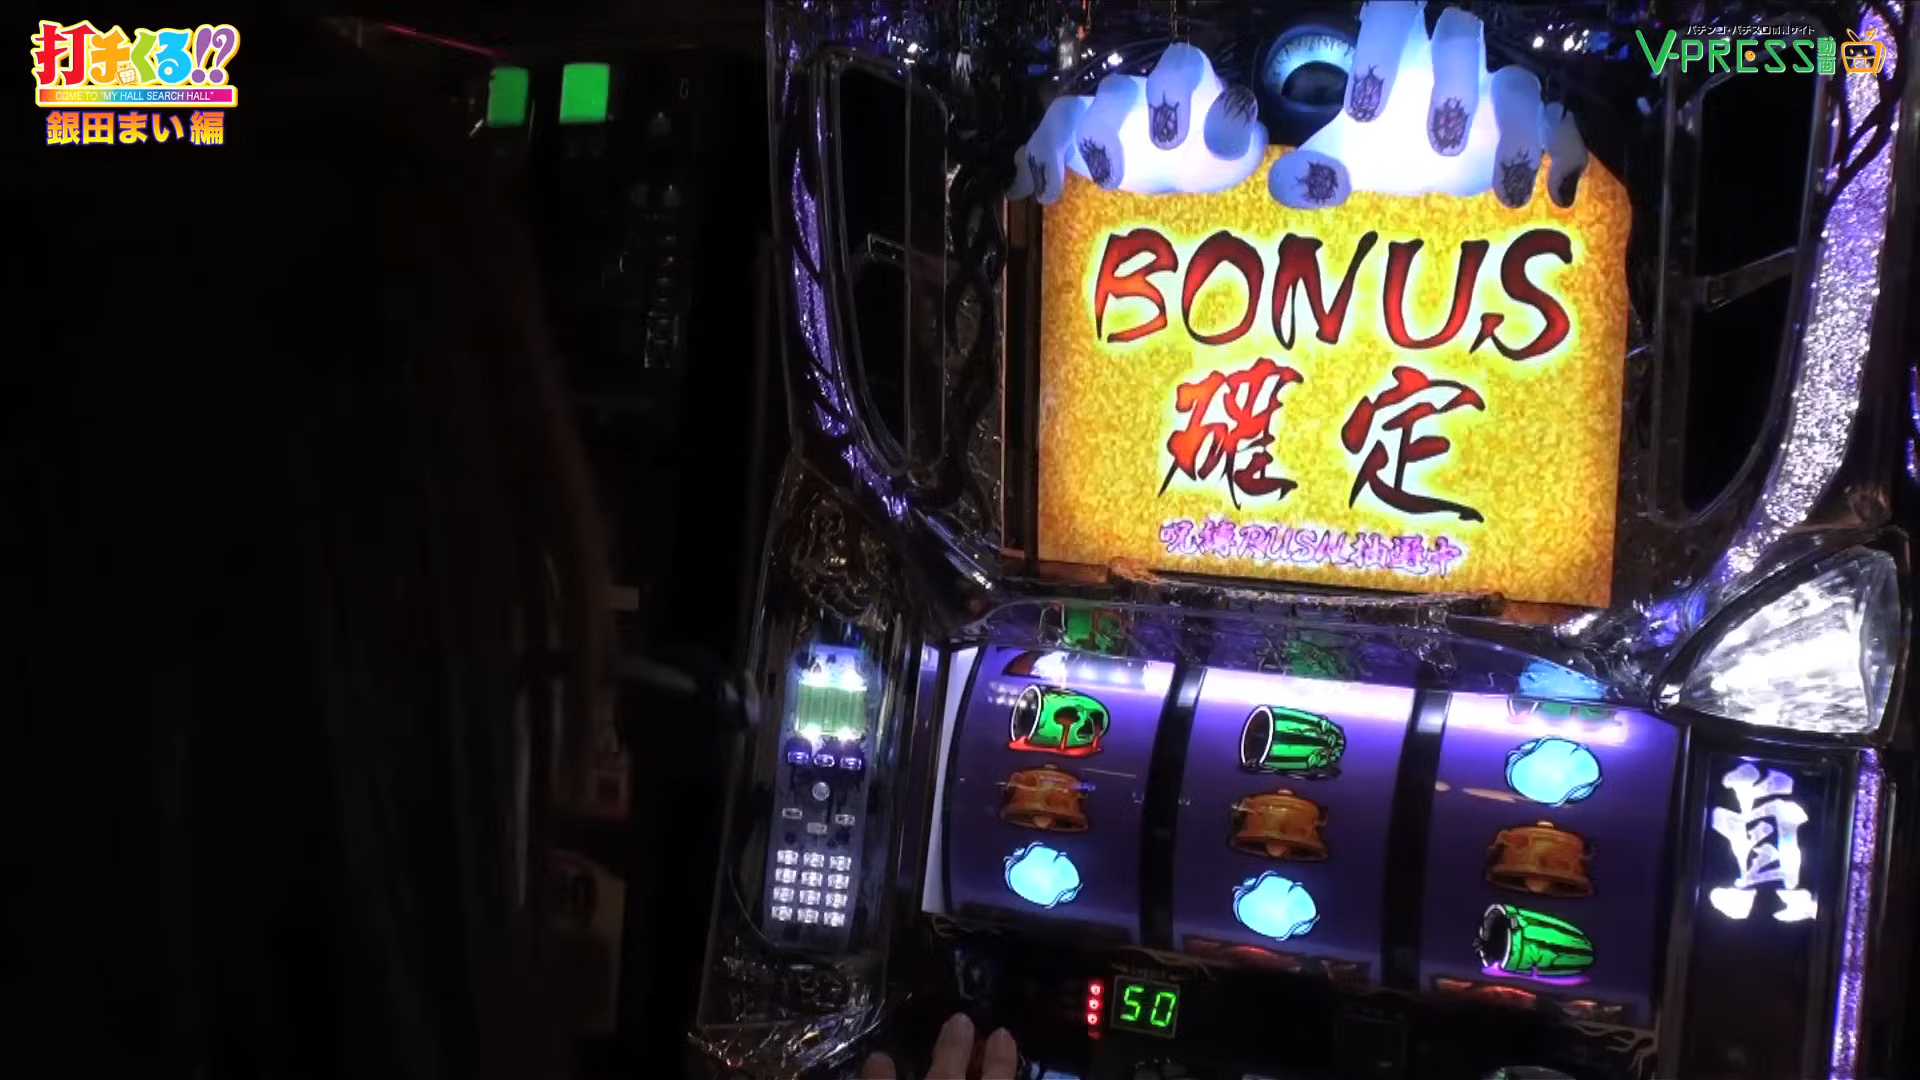 打チくる!?
COME TO "MY HALL SEARCH HALL"
銀田まい編
パチンコ・パチスロ情報サイト
V-PRESS動画
BONUS
確定
呪縛RUSH抽選中
貞
50